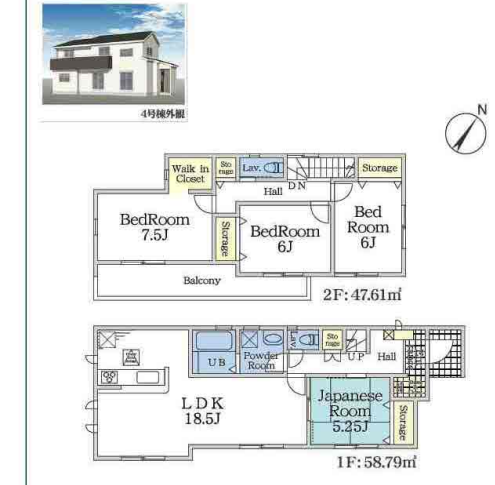 4号棟外観
N
Walk in
Closet
Sto
rage
Lav.
DN
Storage
Hall
BedRoom
7.5J
Storage
BedRoom
6J
Bed
Room
6J
Balcony
2F:47.61㎡
UB
Powder
Room
Lav.
Sto
rage
UP
Hall
LDK
18.5J
Japanese
Room
5.25J
Storage
1F:58.79㎡